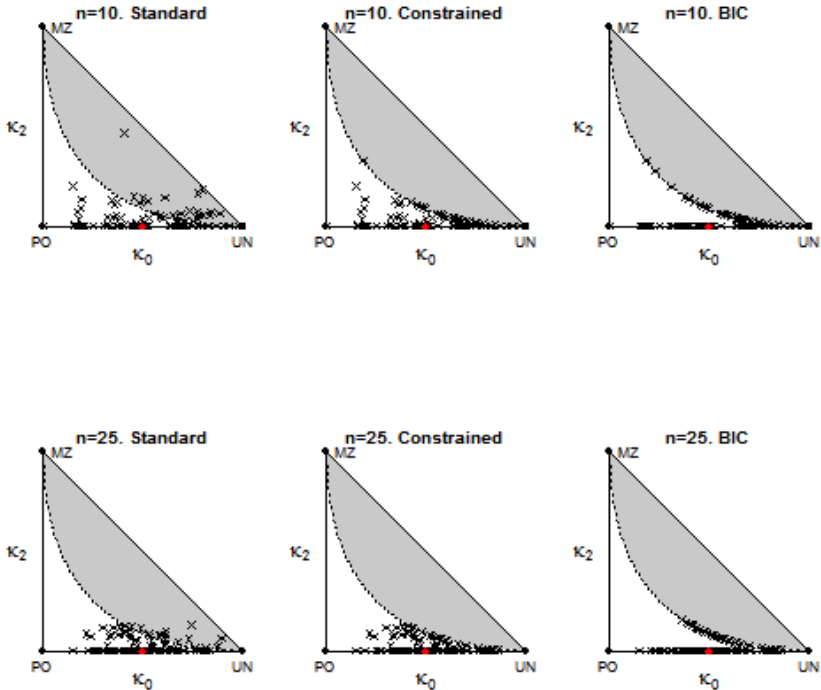 n=10. Standard
n=10. Constrained
n=10. BIC
MZ
MZ
MZ
κ2
κ2
κ2
PO
UN
PO
UN
PO
UN
κ0
κ0
κ0
n=25. Standard
n=25. Constrained
n=25. BIC
MZ
MZ
MZ
κ2
κ2
κ2
PO
UN
PO
UN
PO
UN
κ0
κ0
κ0